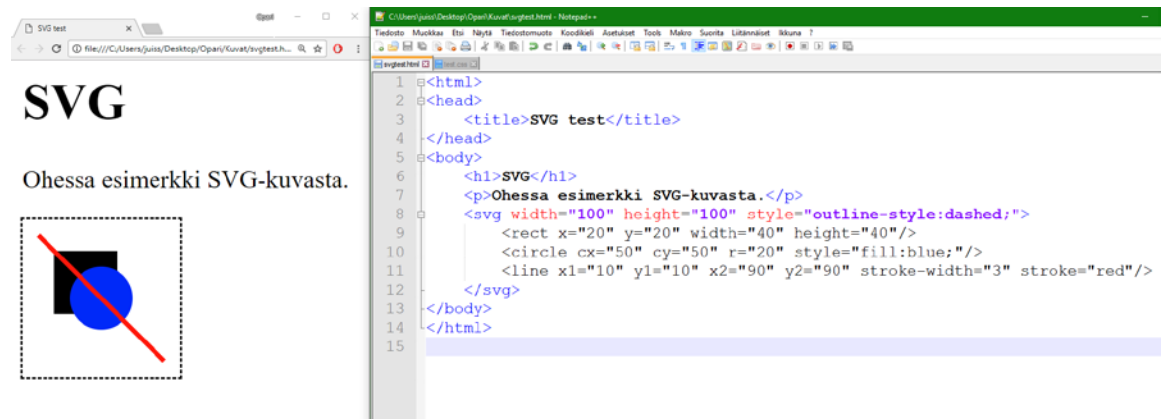 Opari
SVG test
file:///C:/Users/juiss/Desktop/Opari/Kuvat/svgtest.h...
SVG
Ohessa esimerkki SVG-kuvasta.
C:\Users\juiss\Desktop\Opari\Kuvat\svgtest.html - Notepad++
Tiedosto Muokkaa Etsi Näytä Tiedostomuoto Koodikieli Asetukset Tools Makro Suorita Liitännäiset Ikkuna ?
svgtest.html test.css
1 <html>
2 <head>
3 <title>SVG test</title>
4 </head>
5 <body>
6 <h1>SVG</h1>
7 <p>Ohessa esimerkki SVG-kuvasta.</p>
8 <svg width="100" height="100" style="outline-style:dashed;">
9 <rect x="20" y="20" width="40" height="40"/>
10 <circle cx="50" cy="50" r="20" style="fill:blue;"/>
11 <line x1="10" y1="10" x2="90" y2="90" stroke-width="3" stroke="red"/>
12 </svg>
13 </body>
14 </html>
15